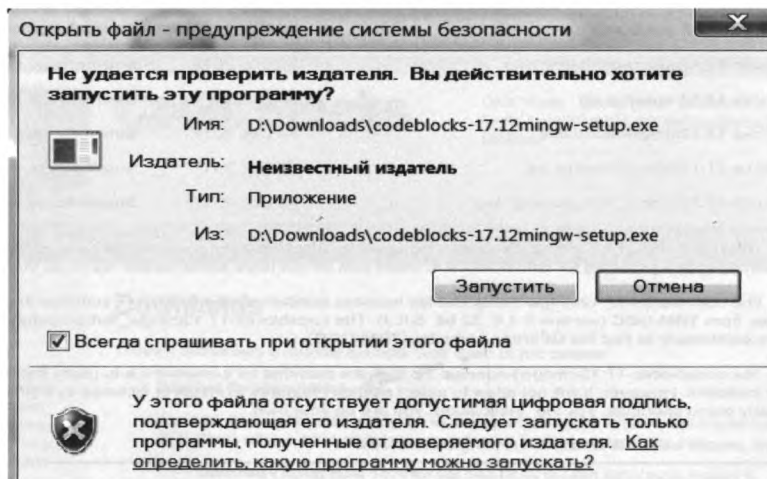 Открыть файл - предупреждение системы безопасности
Не удается проверить издателя. Вы действительно хотите
запустить эту программу?
Имя: D:\Downloads\codeblocks-17.12mingw-setup.exe
Издатель: Неизвестный издатель
Тип: Приложение
Из: D:\Downloads\codeblocks-17.12mingw-setup.exe
Запустить Отмена
Всегда спрашивать при открытии этого файла
У этого файла отсутствует допустимая цифровая подпись,
подтверждающая его издателя. Следует запускать только
программы, полученные от доверяемого издателя. Как
определить, какую программу можно запускать?